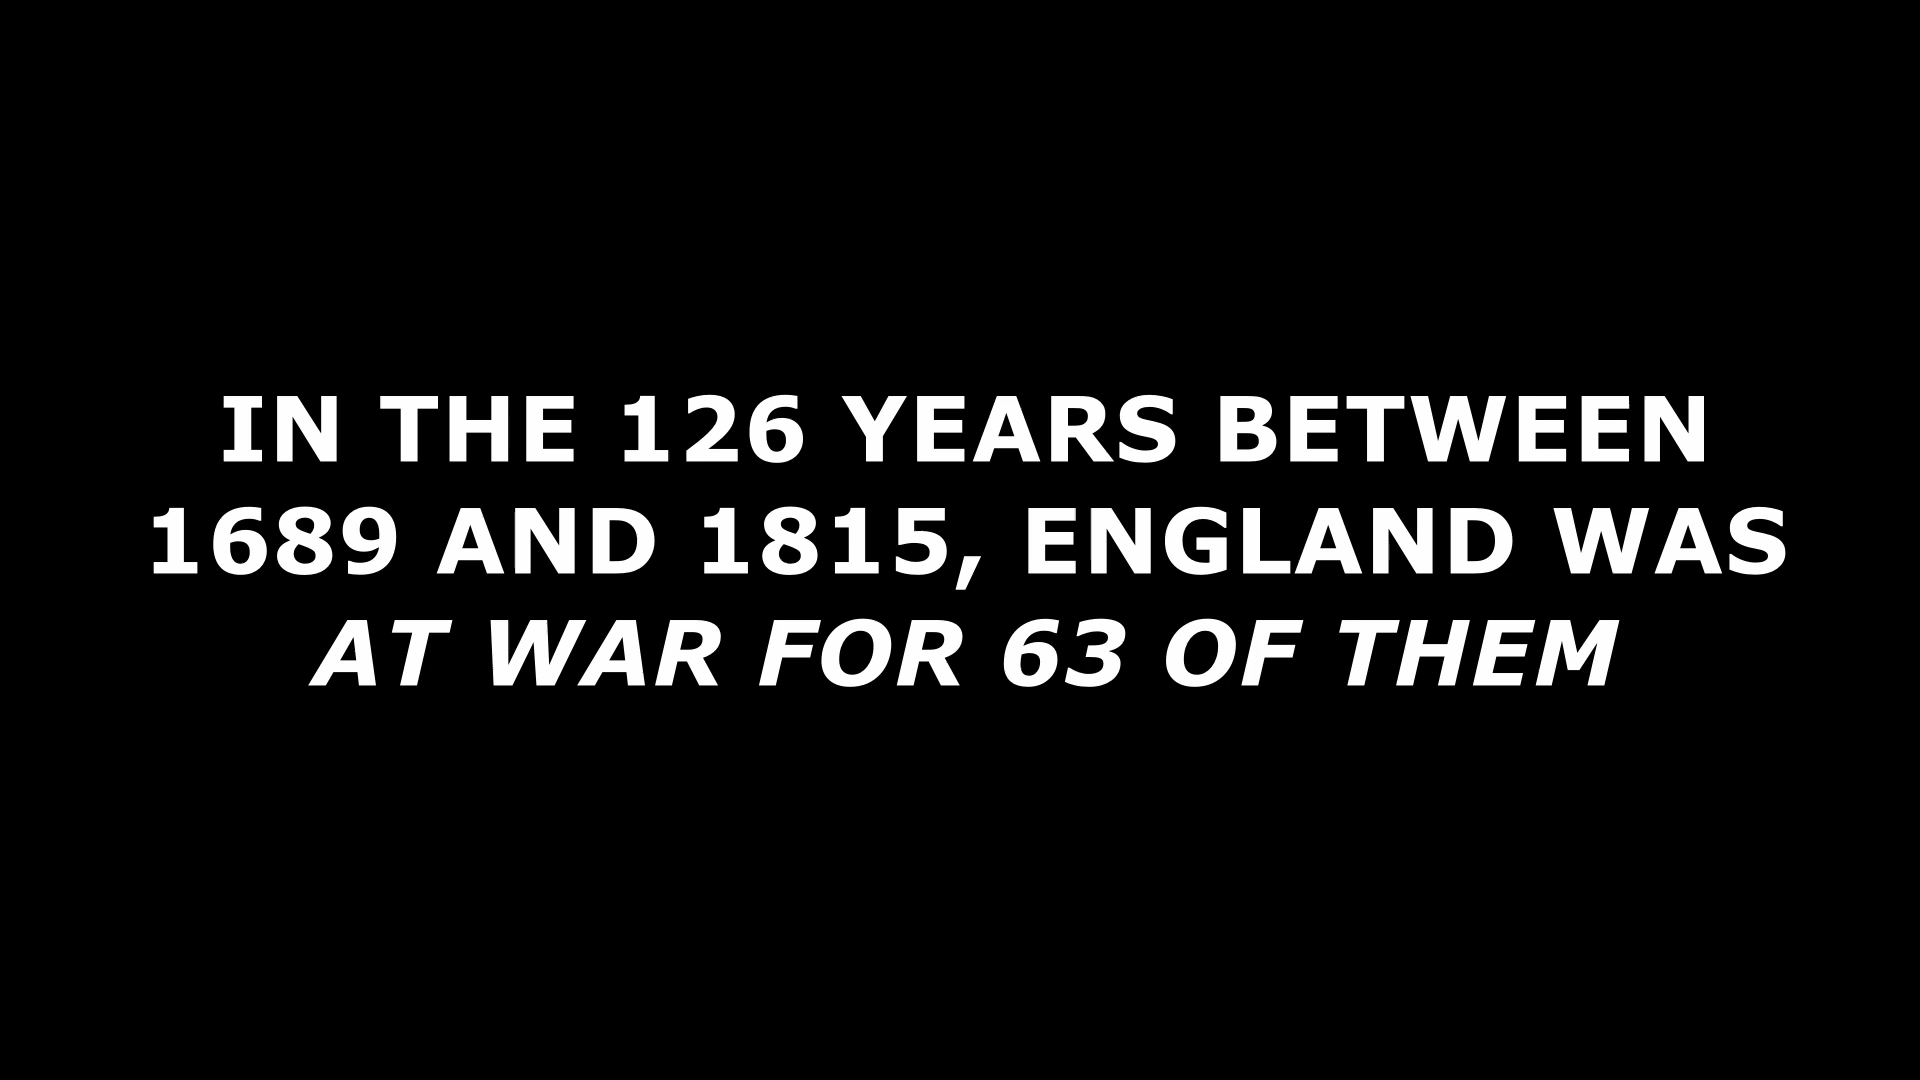 IN THE 126 YEARS BETWEEN
1689 AND 1815, ENGLAND WAS
AT WAR FOR 63 OF THEM